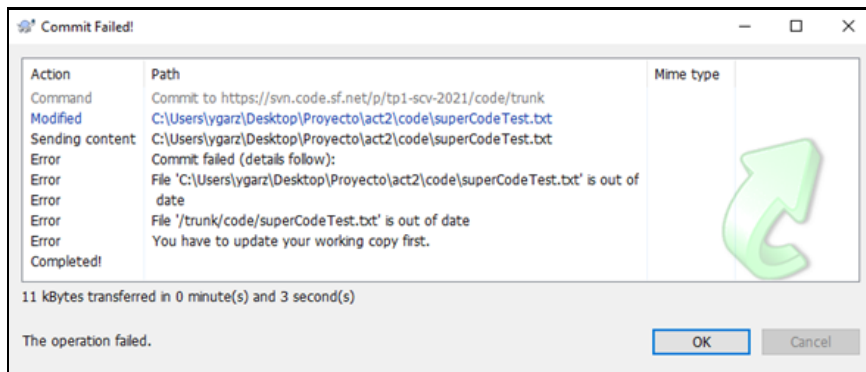 Commit Failed!
Action Path Mime type
Command Commit to https://svn.code.sf.net/p/tp1-scv-2021/code/trunk
Modified C:\Users\ygarz\Desktop\Proyecto\act2\code\superCodeTest.txt
Sending content C:\Users\ygarz\Desktop\Proyecto\act2\code\superCodeTest.txt
Error Commit failed (details follow):
Error File 'C:\Users\ygarz\Desktop\Proyecto\act2\code\superCodeTest.txt' is out of
Error date
Error File '/trunk/code/superCodeTest.txt' is out of date
Error You have to update your working copy first.
Completed!
11 kBytes transferred in 0 minute(s) and 3 second(s)
The operation failed.
OK Cancel